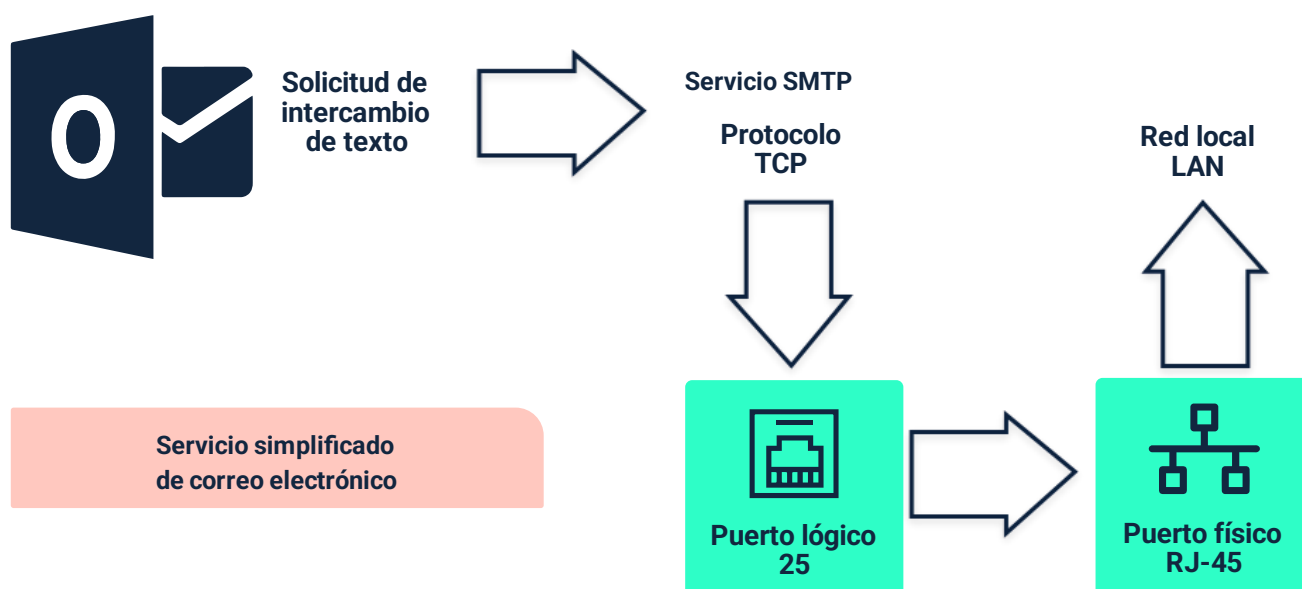 Solicitud de
intercambio
de texto
Servicio SMTP
Protocolo
TCP
Red local
LAN
Servicio simplificado
de correo electrónico
Puerto lógico
25
Puerto físico
RJ-45